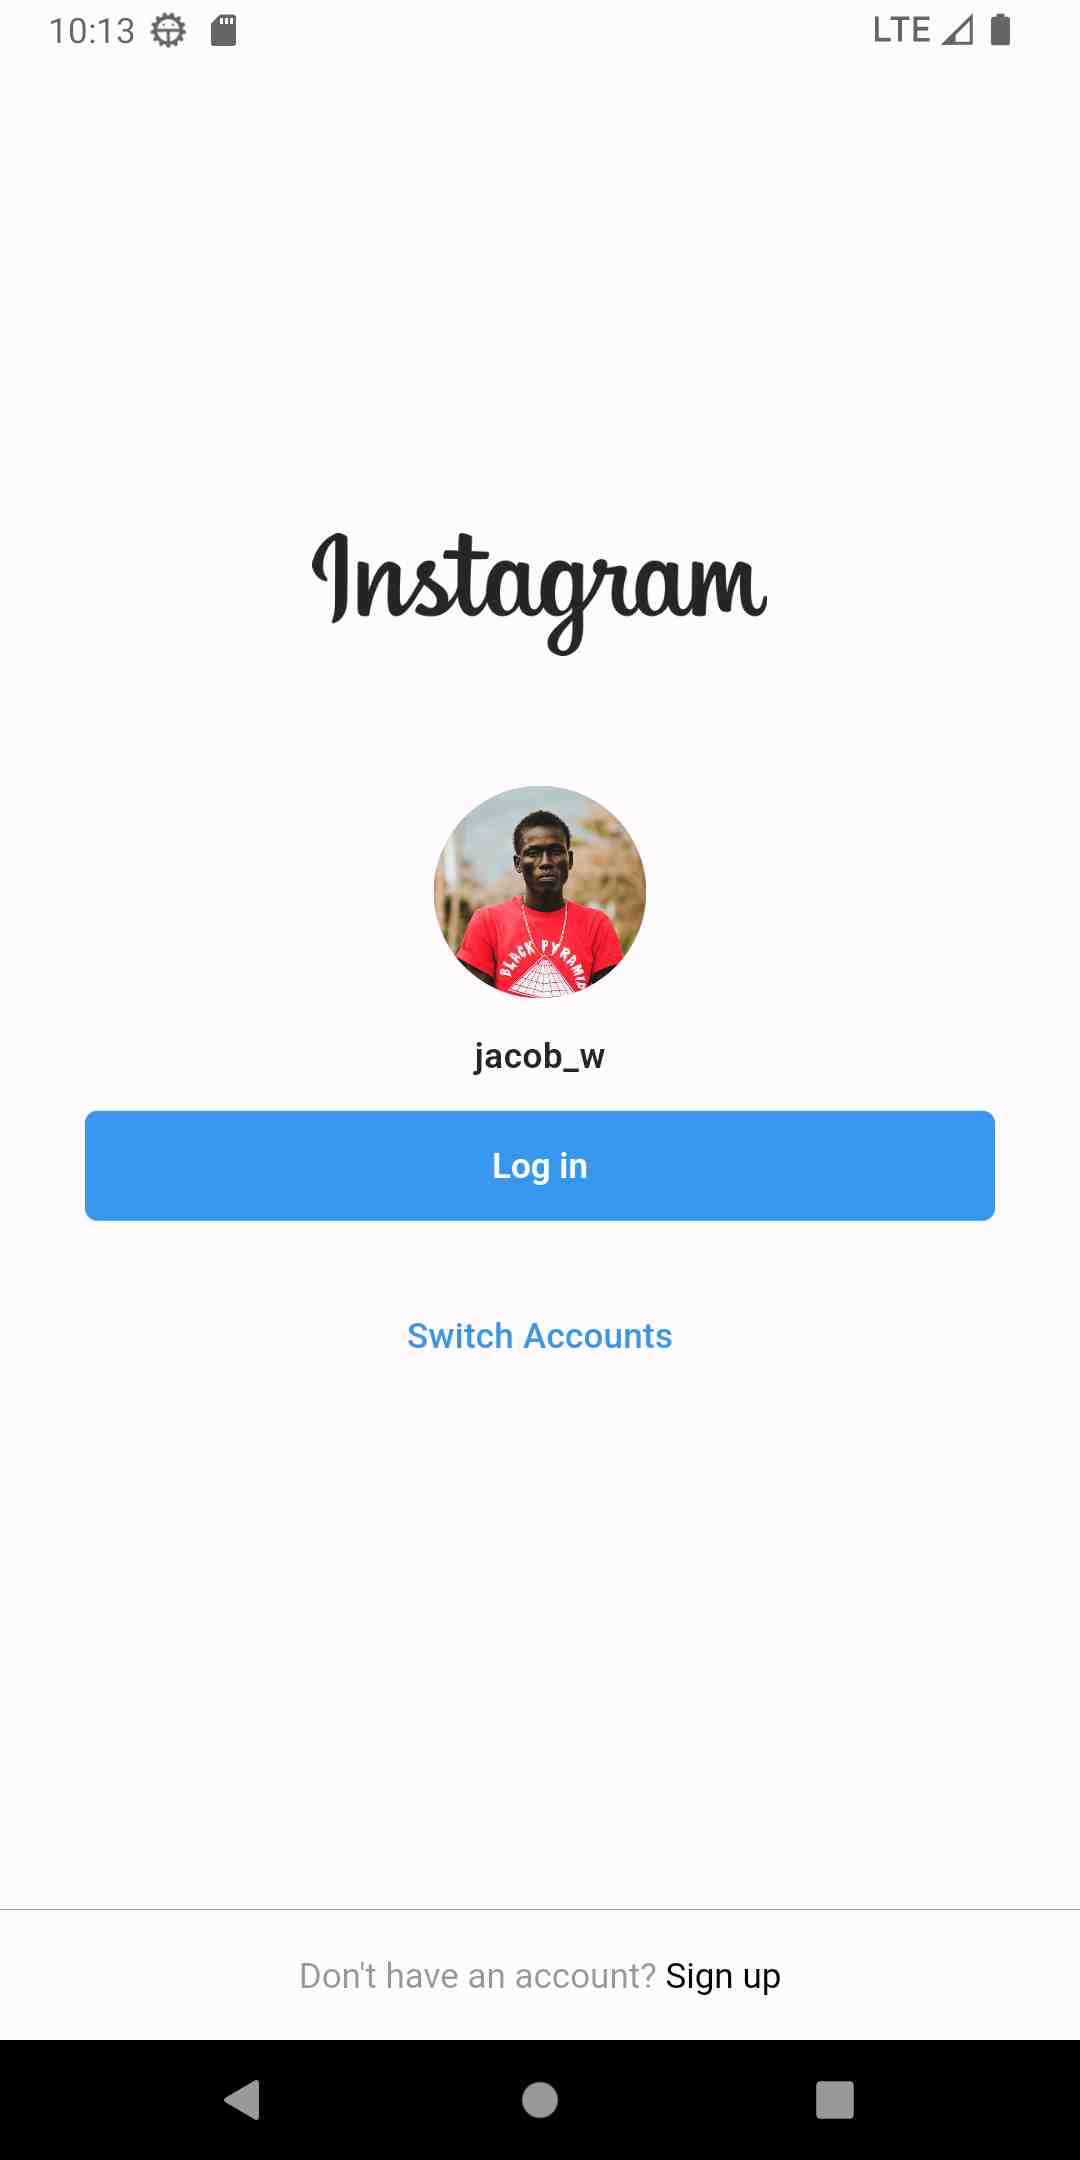 10:13 LTE
Instagram
BLACK PYRAMID
jacob_w
Log in
Switch Accounts
Don't have an account? Sign up